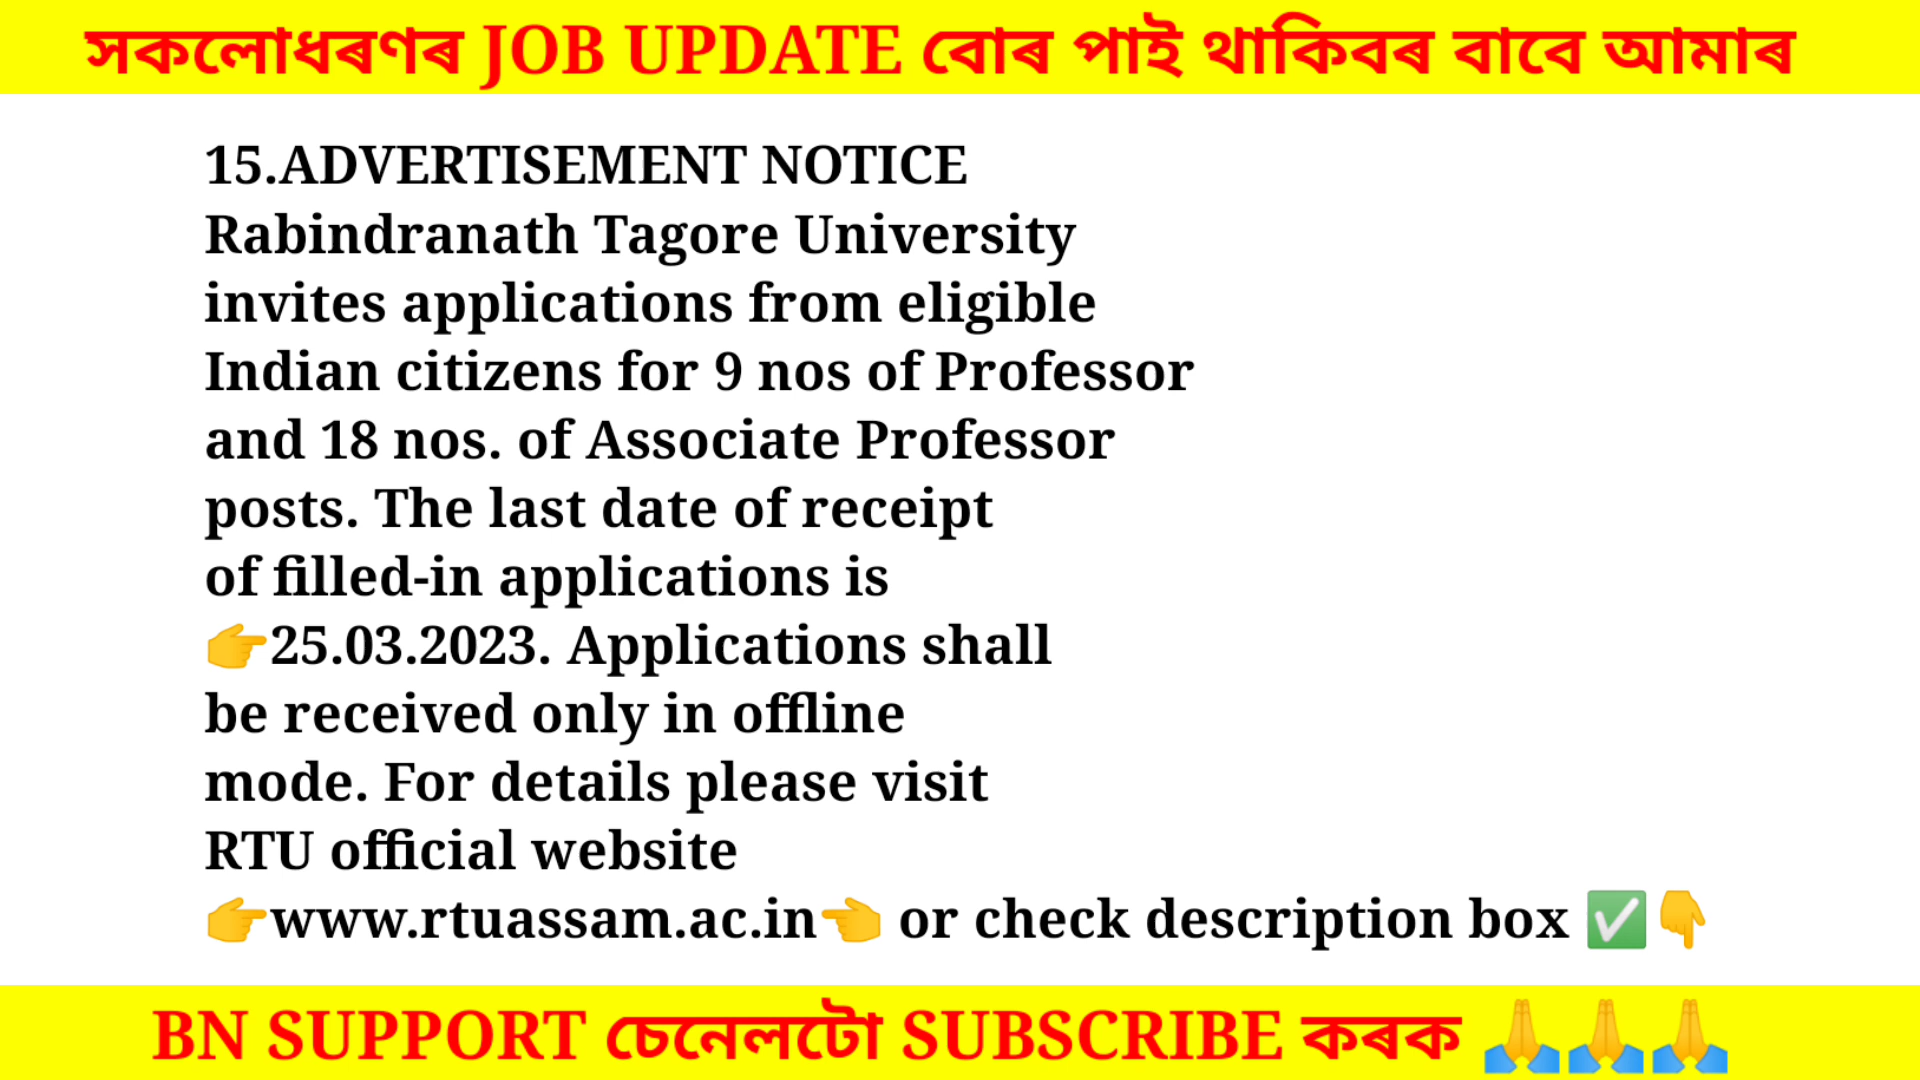 সকলোধৰণৰ JOB UPDATE বোৰ পাই থাকিবৰ বাবে আমাৰ
15.ADVERTISEMENT NOTICE
Rabindranath Tagore University
invites applications from eligible
Indian citizens for 9 nos of Professor
and 18 nos. of Associate Professor
posts. The last date of receipt
of filled-in applications is
👉25.03.2023. Applications shall
be received only in offline
mode. For details please visit
RTU official website
👉www.rtuassam.ac.in👈 or check description box ✅👇
BN SUPPORT চেনেলটো SUBSCRIBE কৰক 🙏🙏🙏